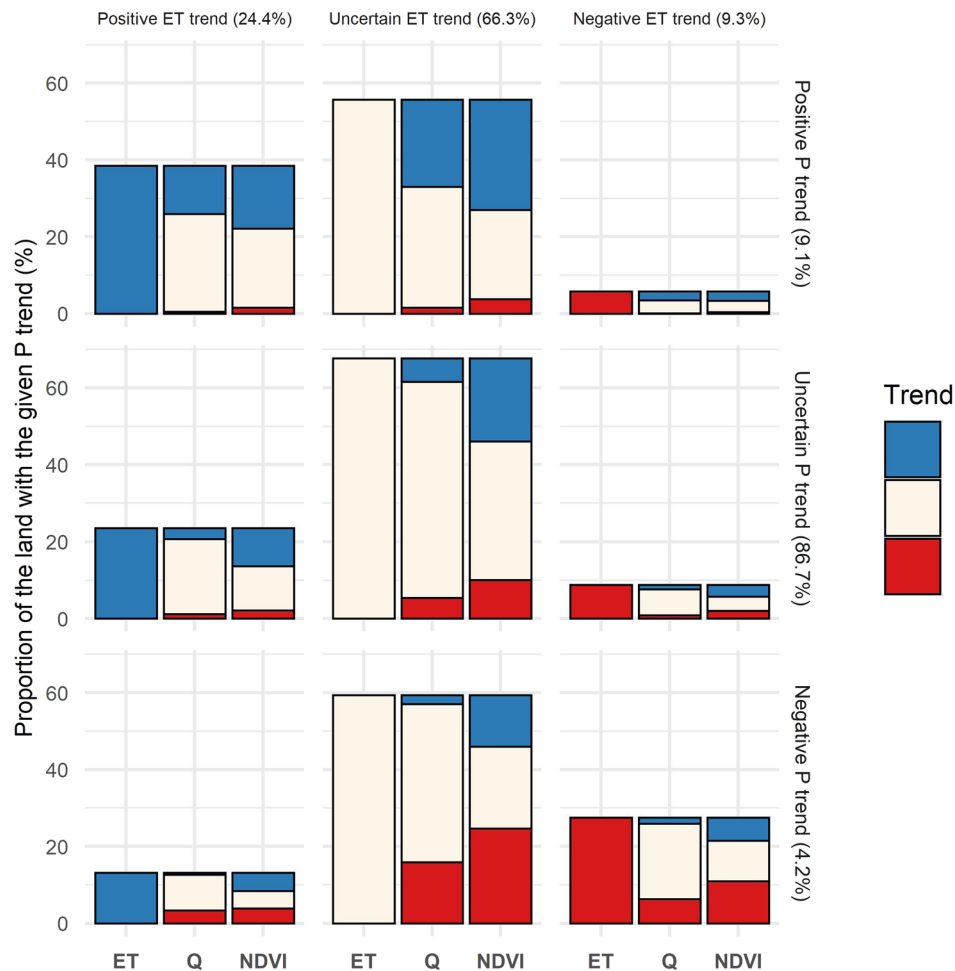 Positive ET trend (24.4%)
Uncertain ET trend (66.3%)
Negative ET trend (9.3%)
Proportion of the land with the given P trend (%)
60
40
20
0
Positive P trend (9.1%)
60
40
20
0
Uncertain P trend (86.7%)
60
40
20
0
Negative P trend (4.2%)
ET Q NDVI
ET Q NDVI
ET Q NDVI
Trend